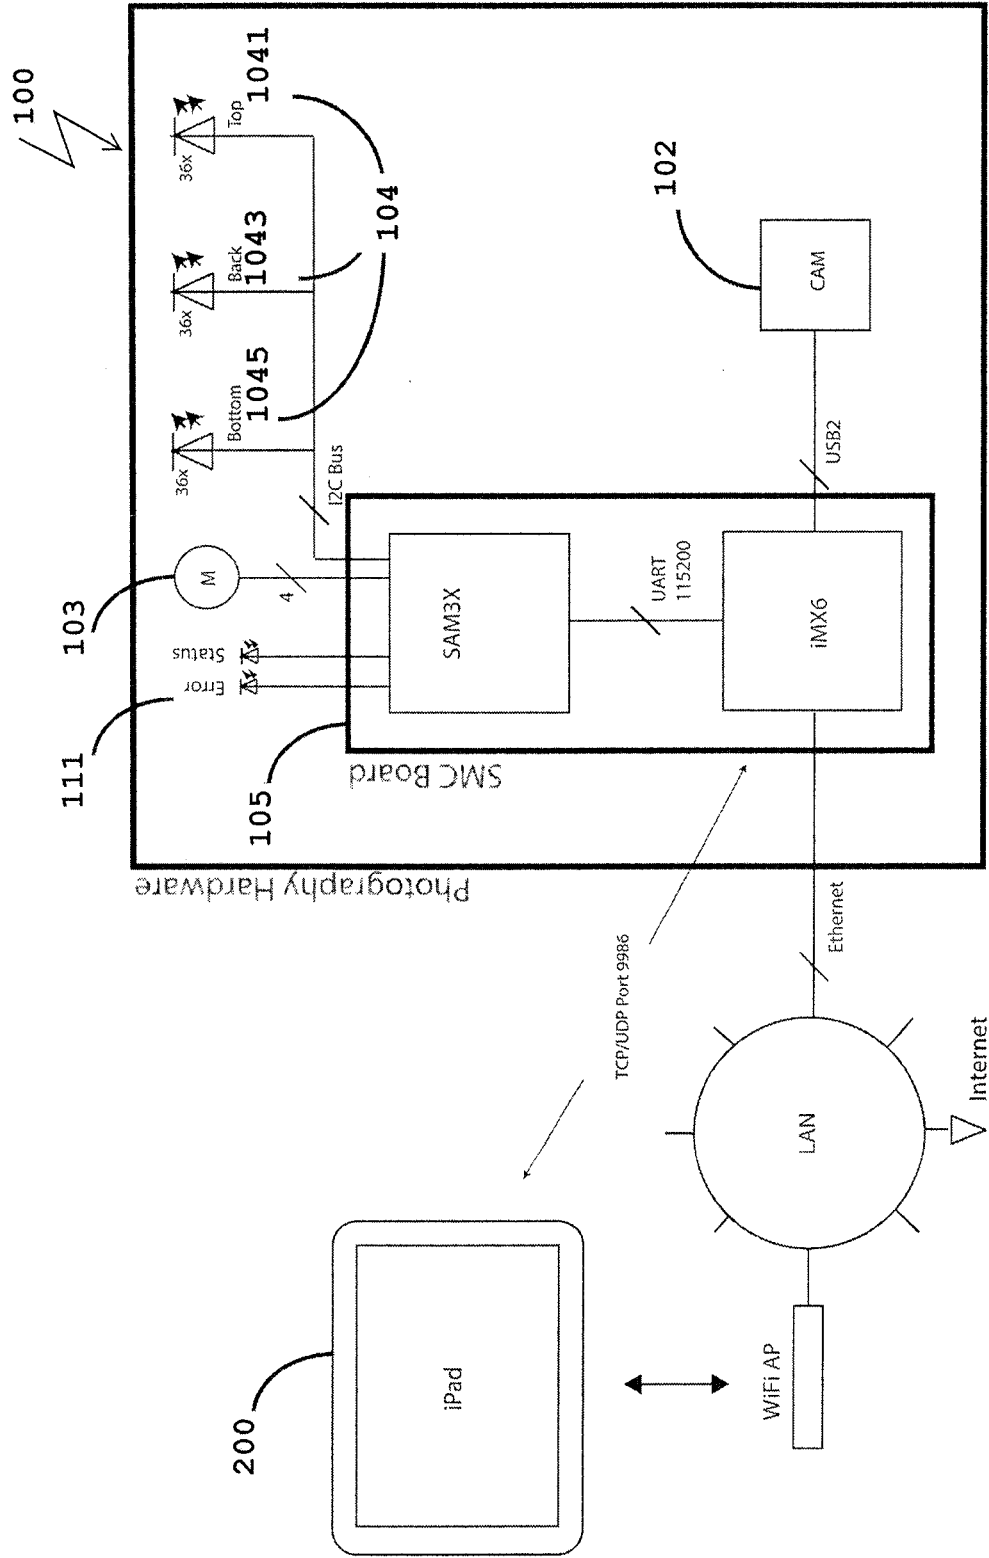 100
36x
Top
1041
36x
Back
1043
104
36x
Bottom
1045
I2C Bus
102
CAM
USB2
103
M
4
Status
Error
111
SAM3X
UART
115200
iMX6
105
SMC Board
Photography Hardware
TCP/UDP Port 9986
Ethernet
LAN
Internet
200
iPad
WiFi AP